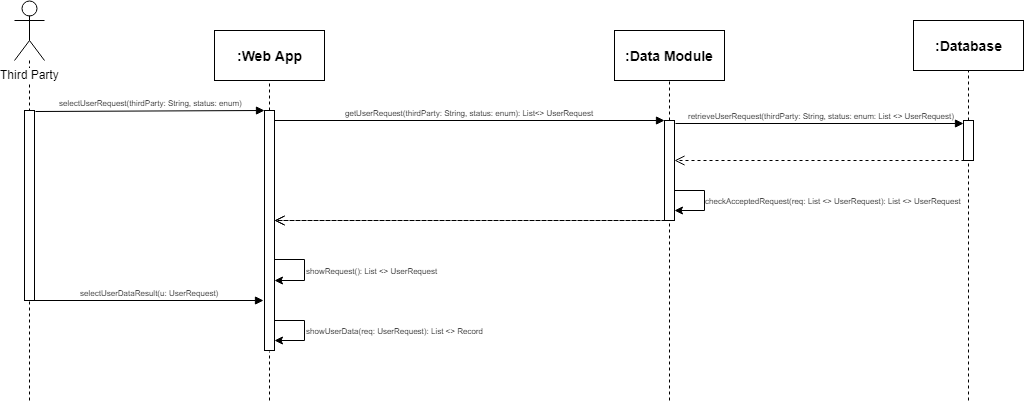 Third Party
:Web App
:Data Module
:Database
selectUserRequest(thirdParty: String, status: enum)
getUserRequest(thirdParty: String, status: enum): List<> UserRequest
retrieveUserRequest(thirdParty: String, status: enum: List <> UserRequest)
checkAcceptedRequest(req: List <> UserRequest): List <> UserRequest
showRequest(): List <> UserRequest
selectUserDataResult(u: UserRequest)
showUserData(req: UserRequest): List <> Record